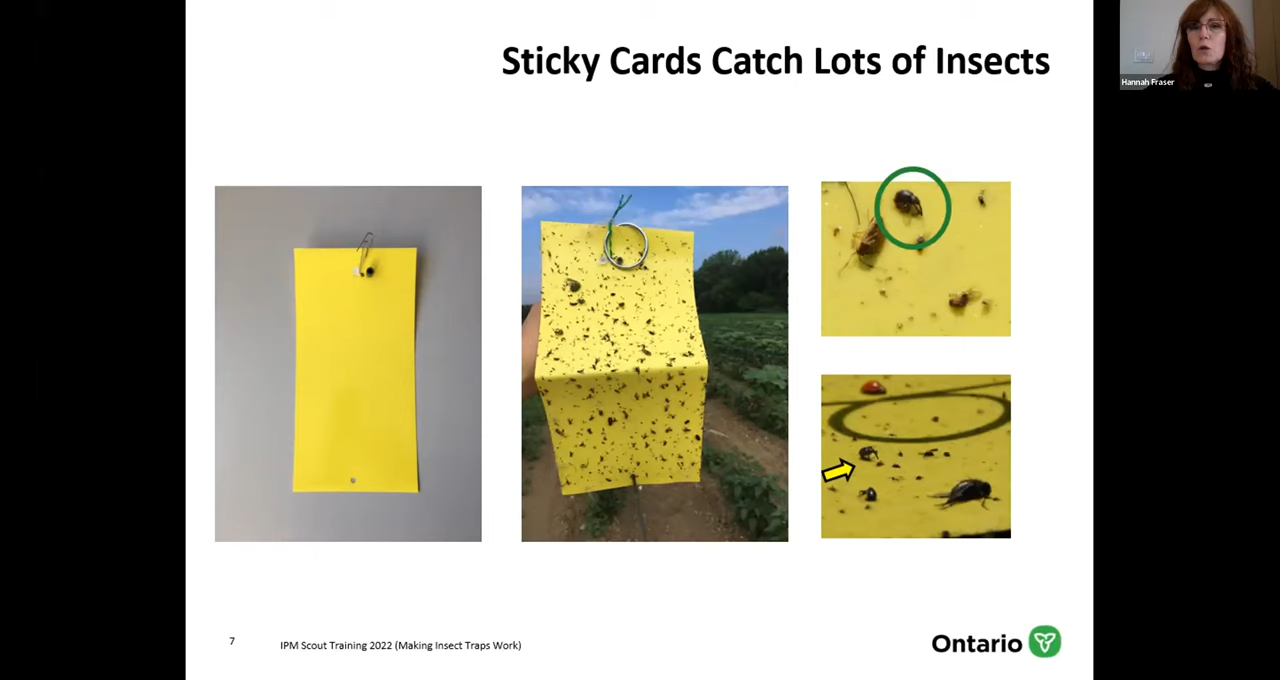 Sticky Cards Catch Lots of Insects
Hannah Fraser
7
IPM Scout Training 2022 (Making Insect Traps Work)
Ontario